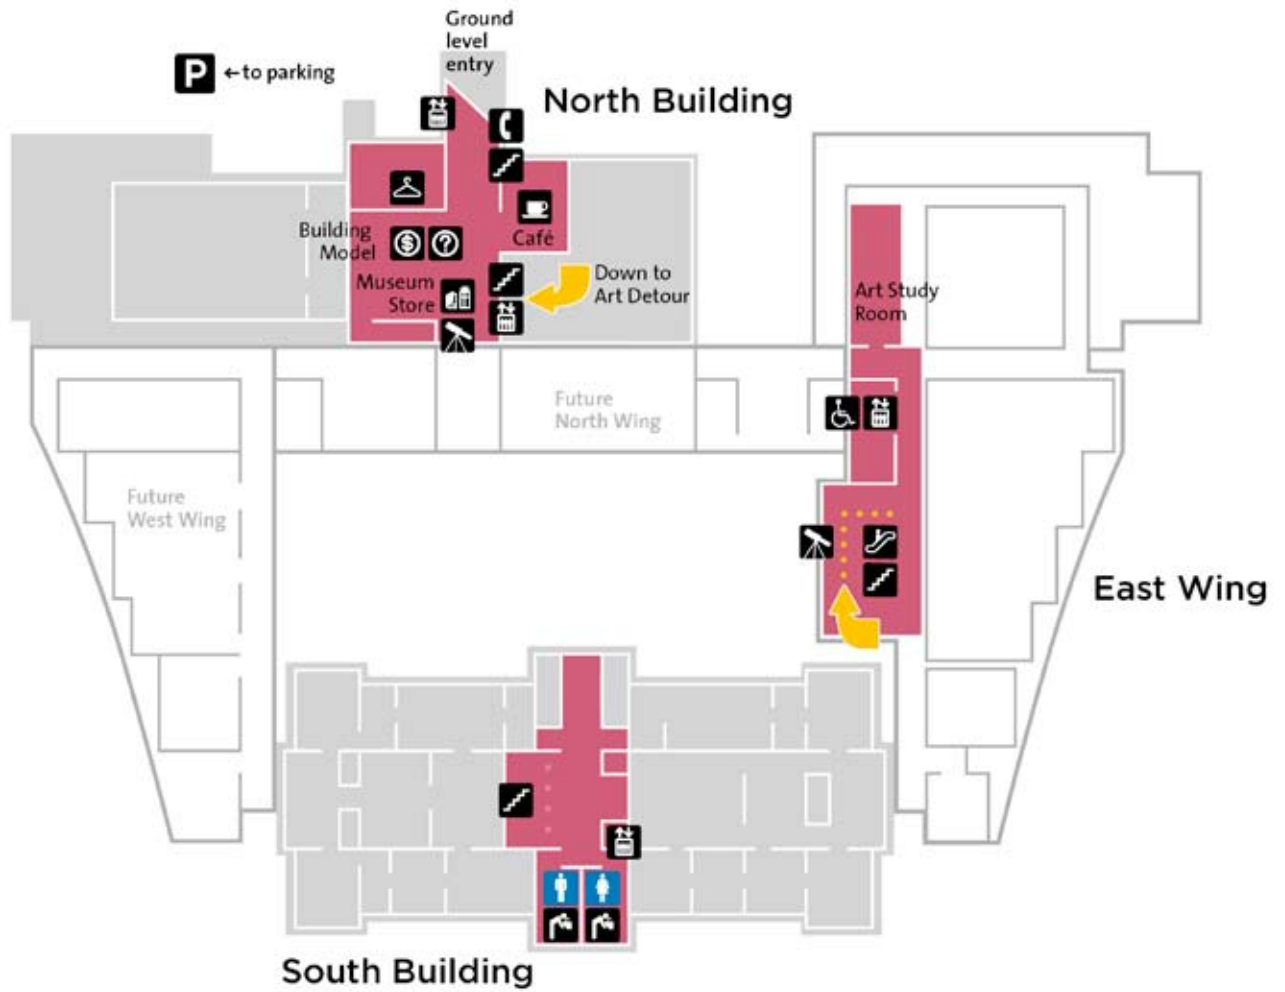 Ground
level
entry
P ←to parking
North Building
Building
Model
$ ?
Café
Museum
Store
Down to
Art Detour
Art Study
Room
Future
North Wing
Future
West Wing
East Wing
South Building